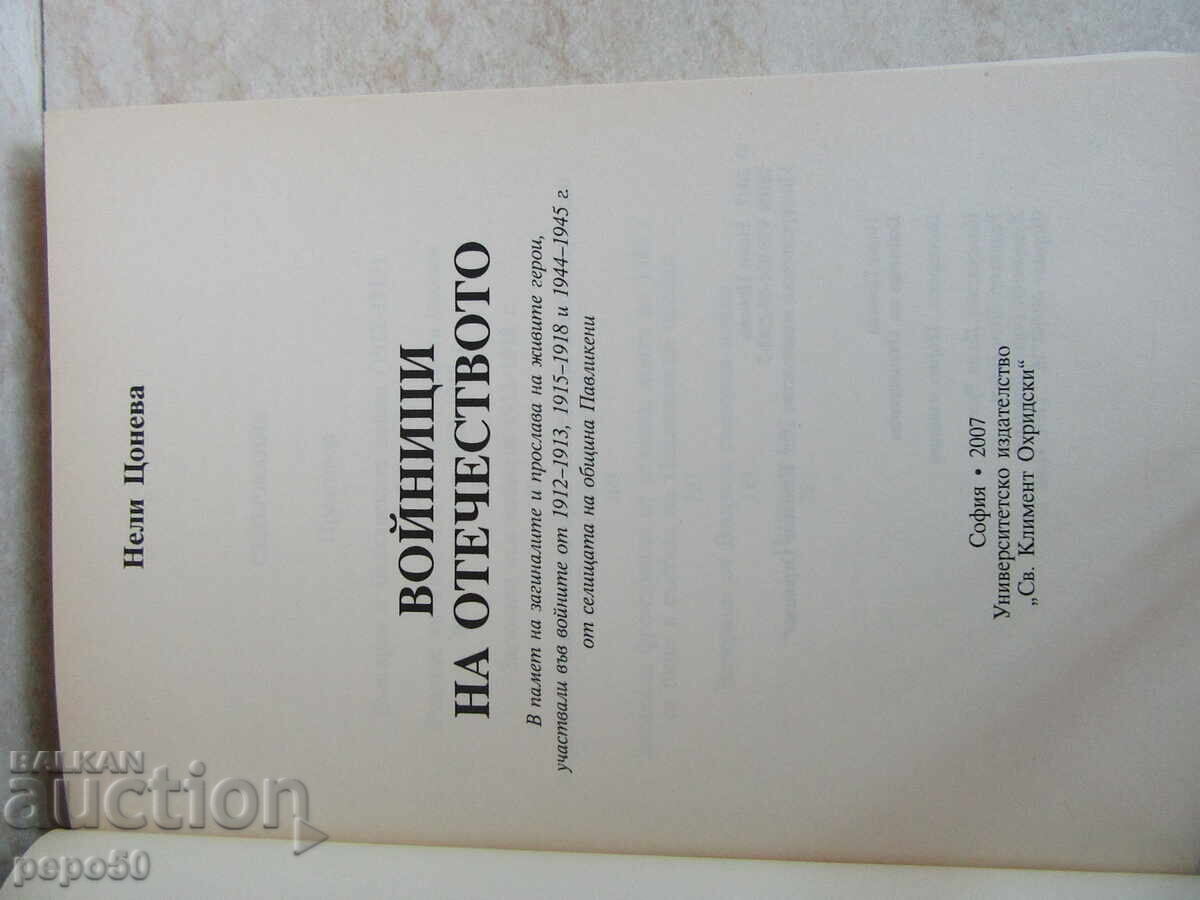 Нели Цонева
ВОЙНИЦИ
НА ОТЕЧЕСТВОТО
В памет на загиналите и прослава на живите герои,
участвали във войните от 1912–1913, 1915–1918 и 1944–1945 г.
от селищата на община Павликени
София • 2007
Университетско издателство
„Св. Климент Охридски“
BALKAN
auction
pepo50